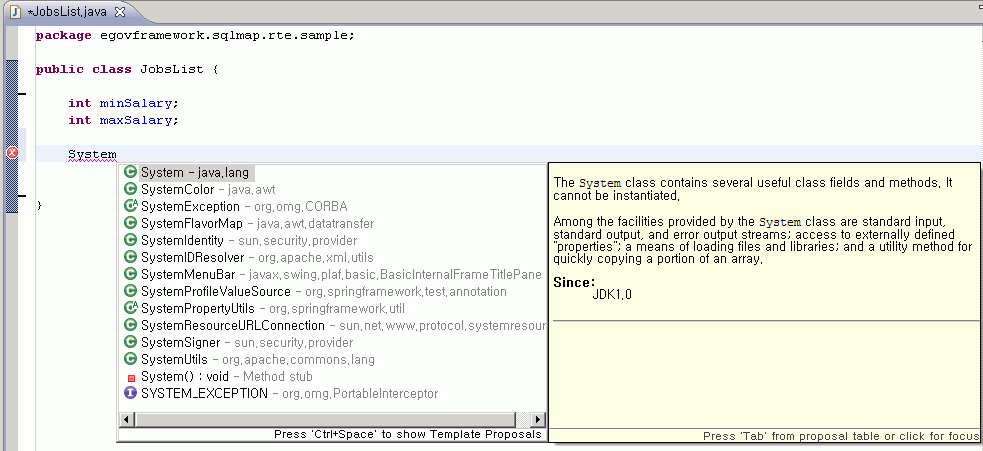 *JobsList.java
package egovframework.sqlmap.rte.sample;
public class JobsList {
int minSalary;
int maxSalary;
System
}
System - java.lang
SystemColor - java.awt
SystemException - org.omg.CORBA
SystemFlavorMap - java.awt.datatransfer
SystemIdentity - sun.security.provider
SystemIDResolver - org.apache.xml.utils
SystemMenuBar - javax.swing.plaf.basic.BasicInternalFrameTitlePane
SystemProfileValueSource - org.springframework.test.annotation
SystemPropertyUtils - org.springframework.util
SystemResourceURLConnection - sun.net.www.protocol.systemresour
SystemSigner - sun.security.provider
SystemUtils - org.apache.commons.lang
System() : void - Method stub
SYSTEM_EXCEPTION - org.omg.PortableInterceptor
Press 'Ctrl+Space' to show Template Proposals
The System class contains several useful class fields and methods. It
cannot be instantiated.
Among the facilities provided by the System class are standard input,
standard output, and error output streams; access to externally defined
"properties"; a means of loading files and libraries; and a utility method for
quickly copying a portion of an array.
Since:
JDK1.0
Press 'Tab' from proposal table or click for focus